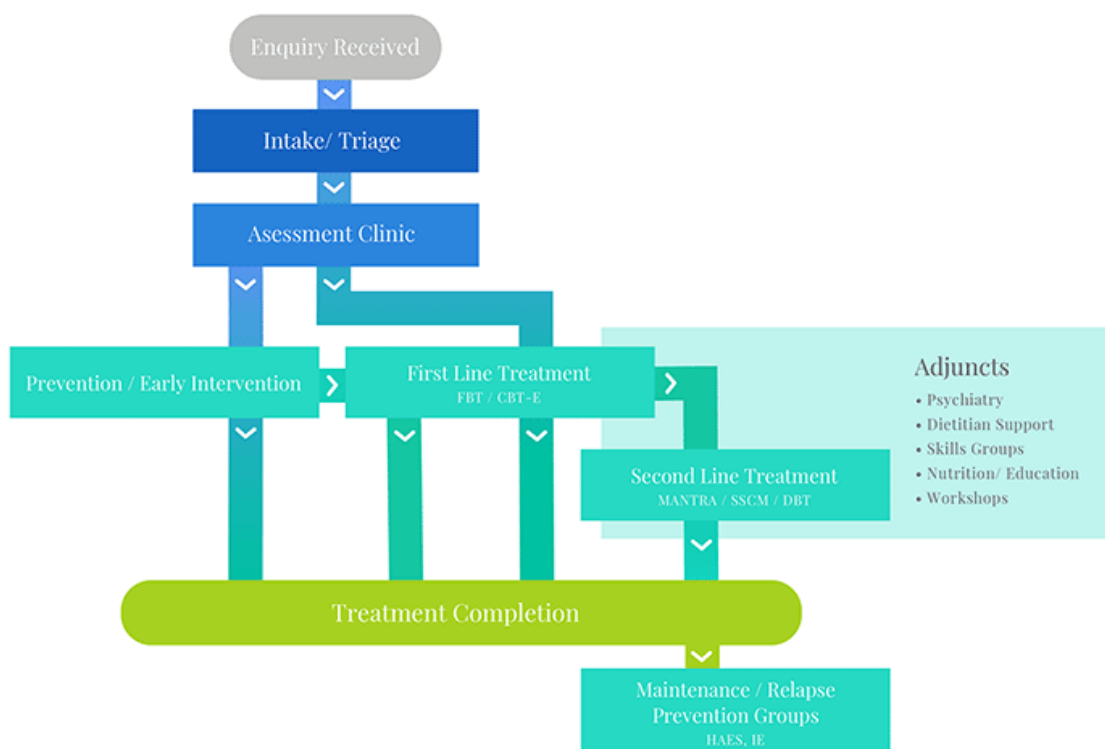 Enquiry Received
Intake/ Triage
Asessment Clinic
Prevention / Early Intervention
First Line Treatment
FBT / CBT-E
Adjuncts
• Psychiatry
• Dietitian Support
• Skills Groups
• Nutrition/ Education
• Workshops
Second Line Treatment
MANTRA / SSCM / DBT
Treatment Completion
Maintenance / Relapse
Prevention Groups
HAES, IE